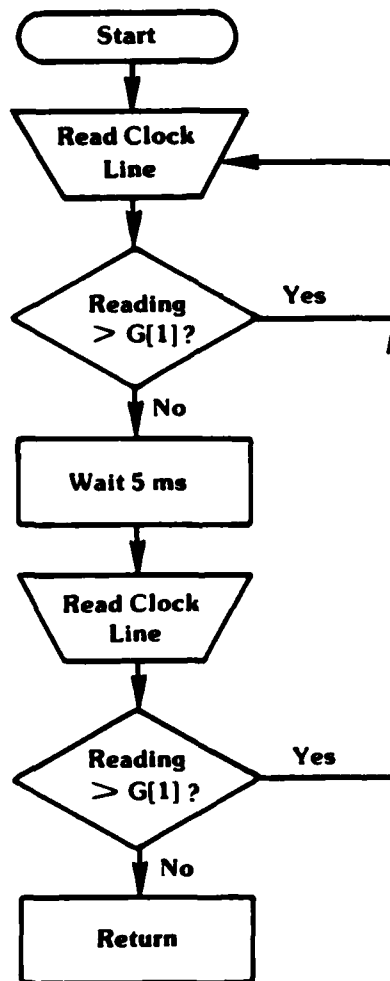 Start
Read Clock
Line
Reading
> G[1]?
Yes
No
Wait 5 ms
Read Clock
Line
Reading
> G[1]?
Yes
No
Return